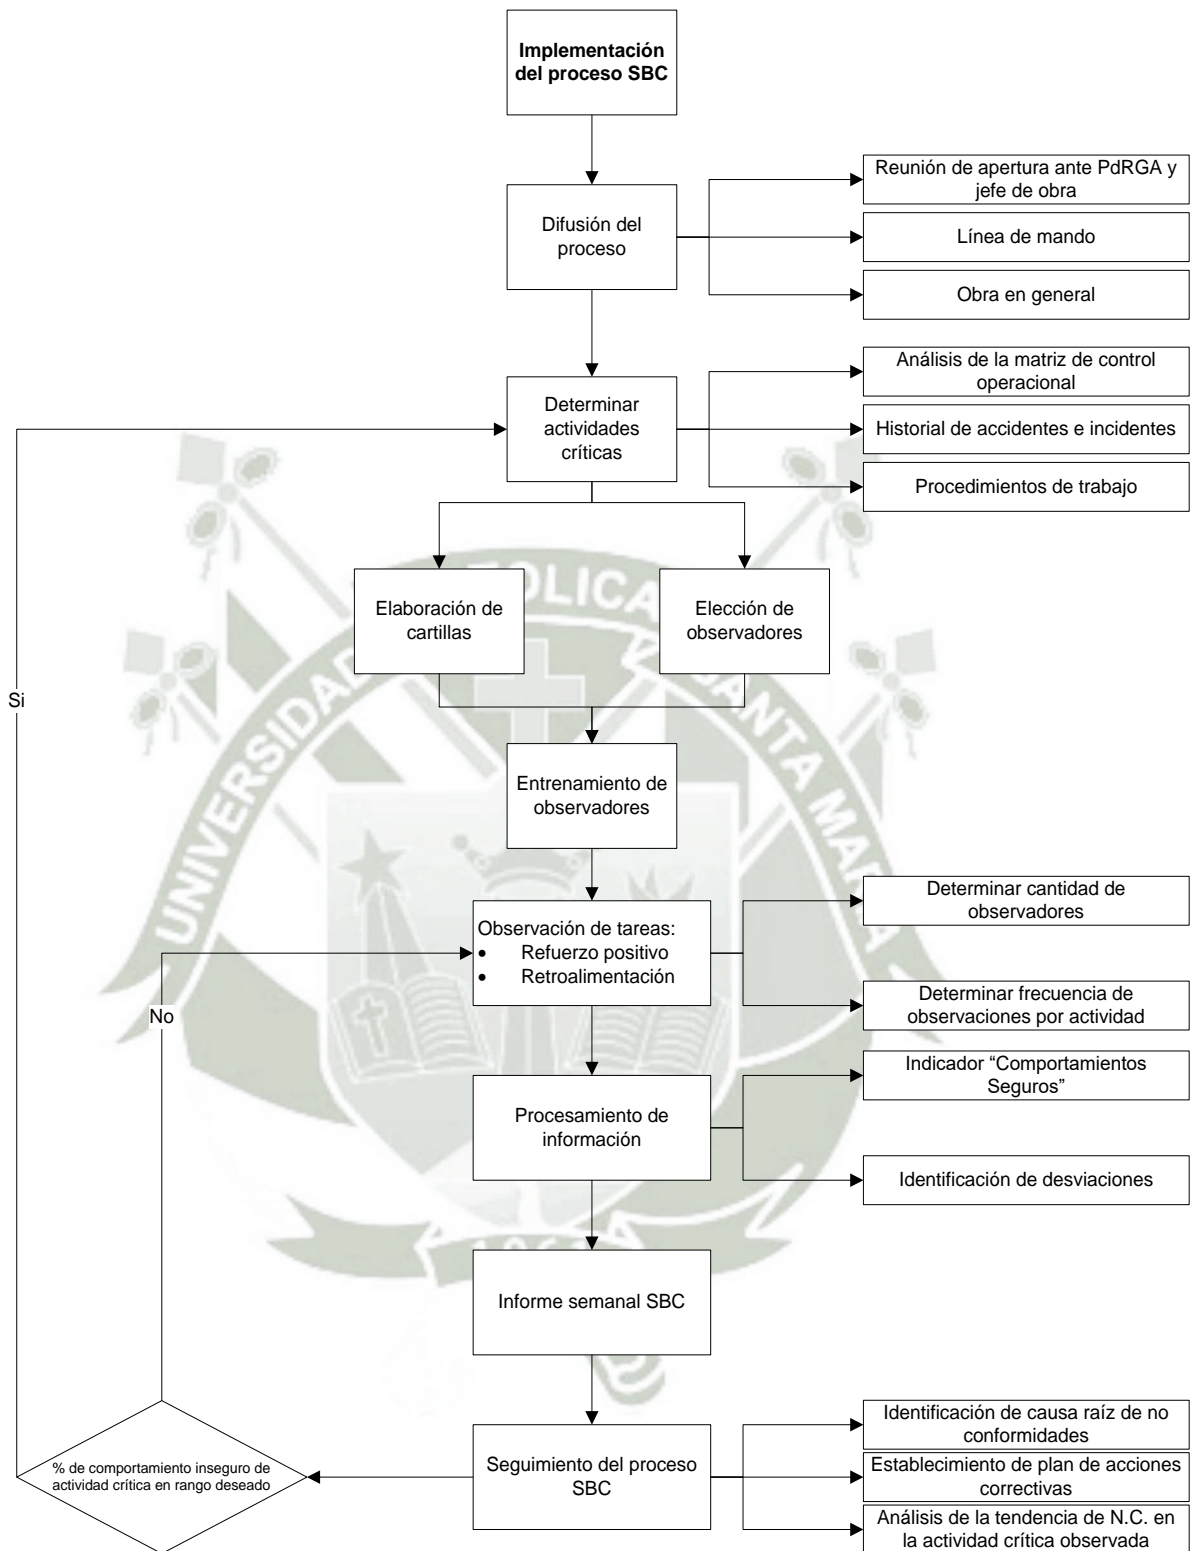 Implementación
del proceso SBC
Difusión del
proceso
Reunión de apertura ante PdRGA y
jefe de obra
Línea de mando
Obra en general
Determinar
actividades
críticas
Análisis de la matriz de control
operacional
Historial de accidentes e incidentes
Procedimientos de trabajo
Elaboración de
cartillas
Elección de
observadores
Si
Entrenamiento de
observadores
Observación de tareas:
• Refuerzo positivo
• Retroalimentación
Determinar cantidad de
observadores
Determinar frecuencia de
observaciones por actividad
No
Procesamiento de
información
Indicador “Comportamientos
Seguros”
Identificación de desviaciones
Informe semanal SBC
Seguimiento del proceso
SBC
Identificación de causa raíz de no
conformidades
Establecimiento de plan de acciones
correctivas
Análisis de la tendencia de N.C. en
la actividad crítica observada
% de comportamiento inseguro de
actividad crítica en rango deseado
UNIVERSIDAD SANTA MARIA